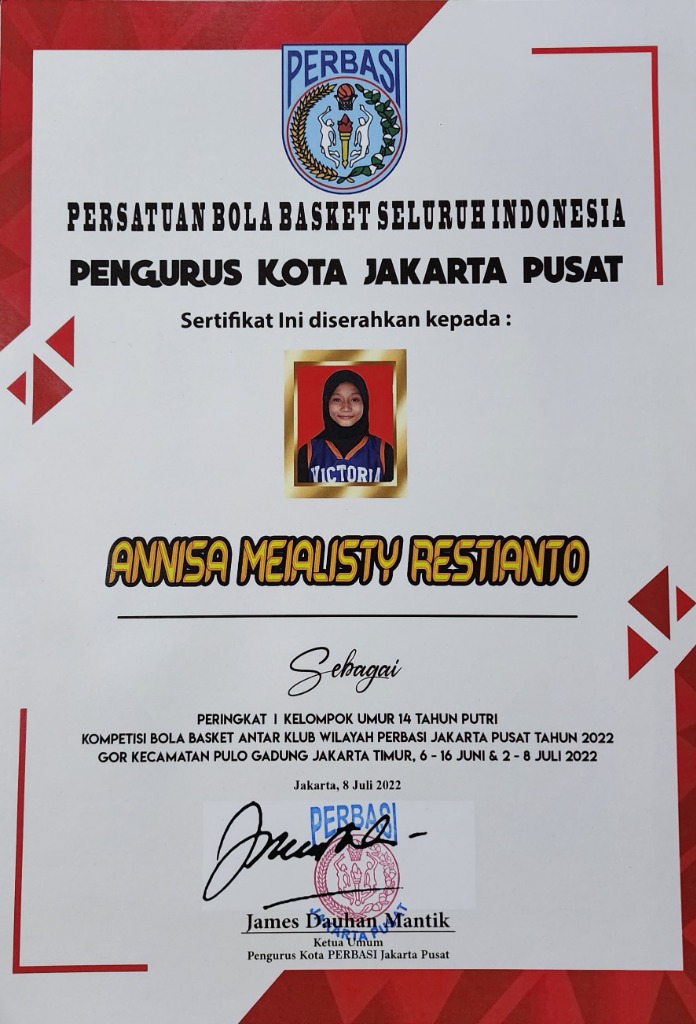 PERBASI
PERSATUAN BOLA BASKET SELURUH INDONESIA
PENGURUS KOTA JAKARTA PUSAT
Sertifikat Ini diserahkan kepada :
VICTORIA
ANNISA MEIALISTY RESTIANTO
Sebagai
PERINGKAT I KELOMPOK UMUR 14 TAHUN PUTRI
KOMPETISI BOLA BASKET ANTAR KLUB WILAYAH PERBASI JAKARTA PUSAT TAHUN 2022
GOR KECAMATAN PULO GADUNG JAKARTA TIMUR, 6 - 16 JUNI & 2 - 8 JULI 2022
Jakarta, 8 Juli 2022
PERBASI
JAKARTA PUSAT
James Dauhan Mantik
Ketua Umum
Pengurus Kota PERBASI Jakarta Pusat